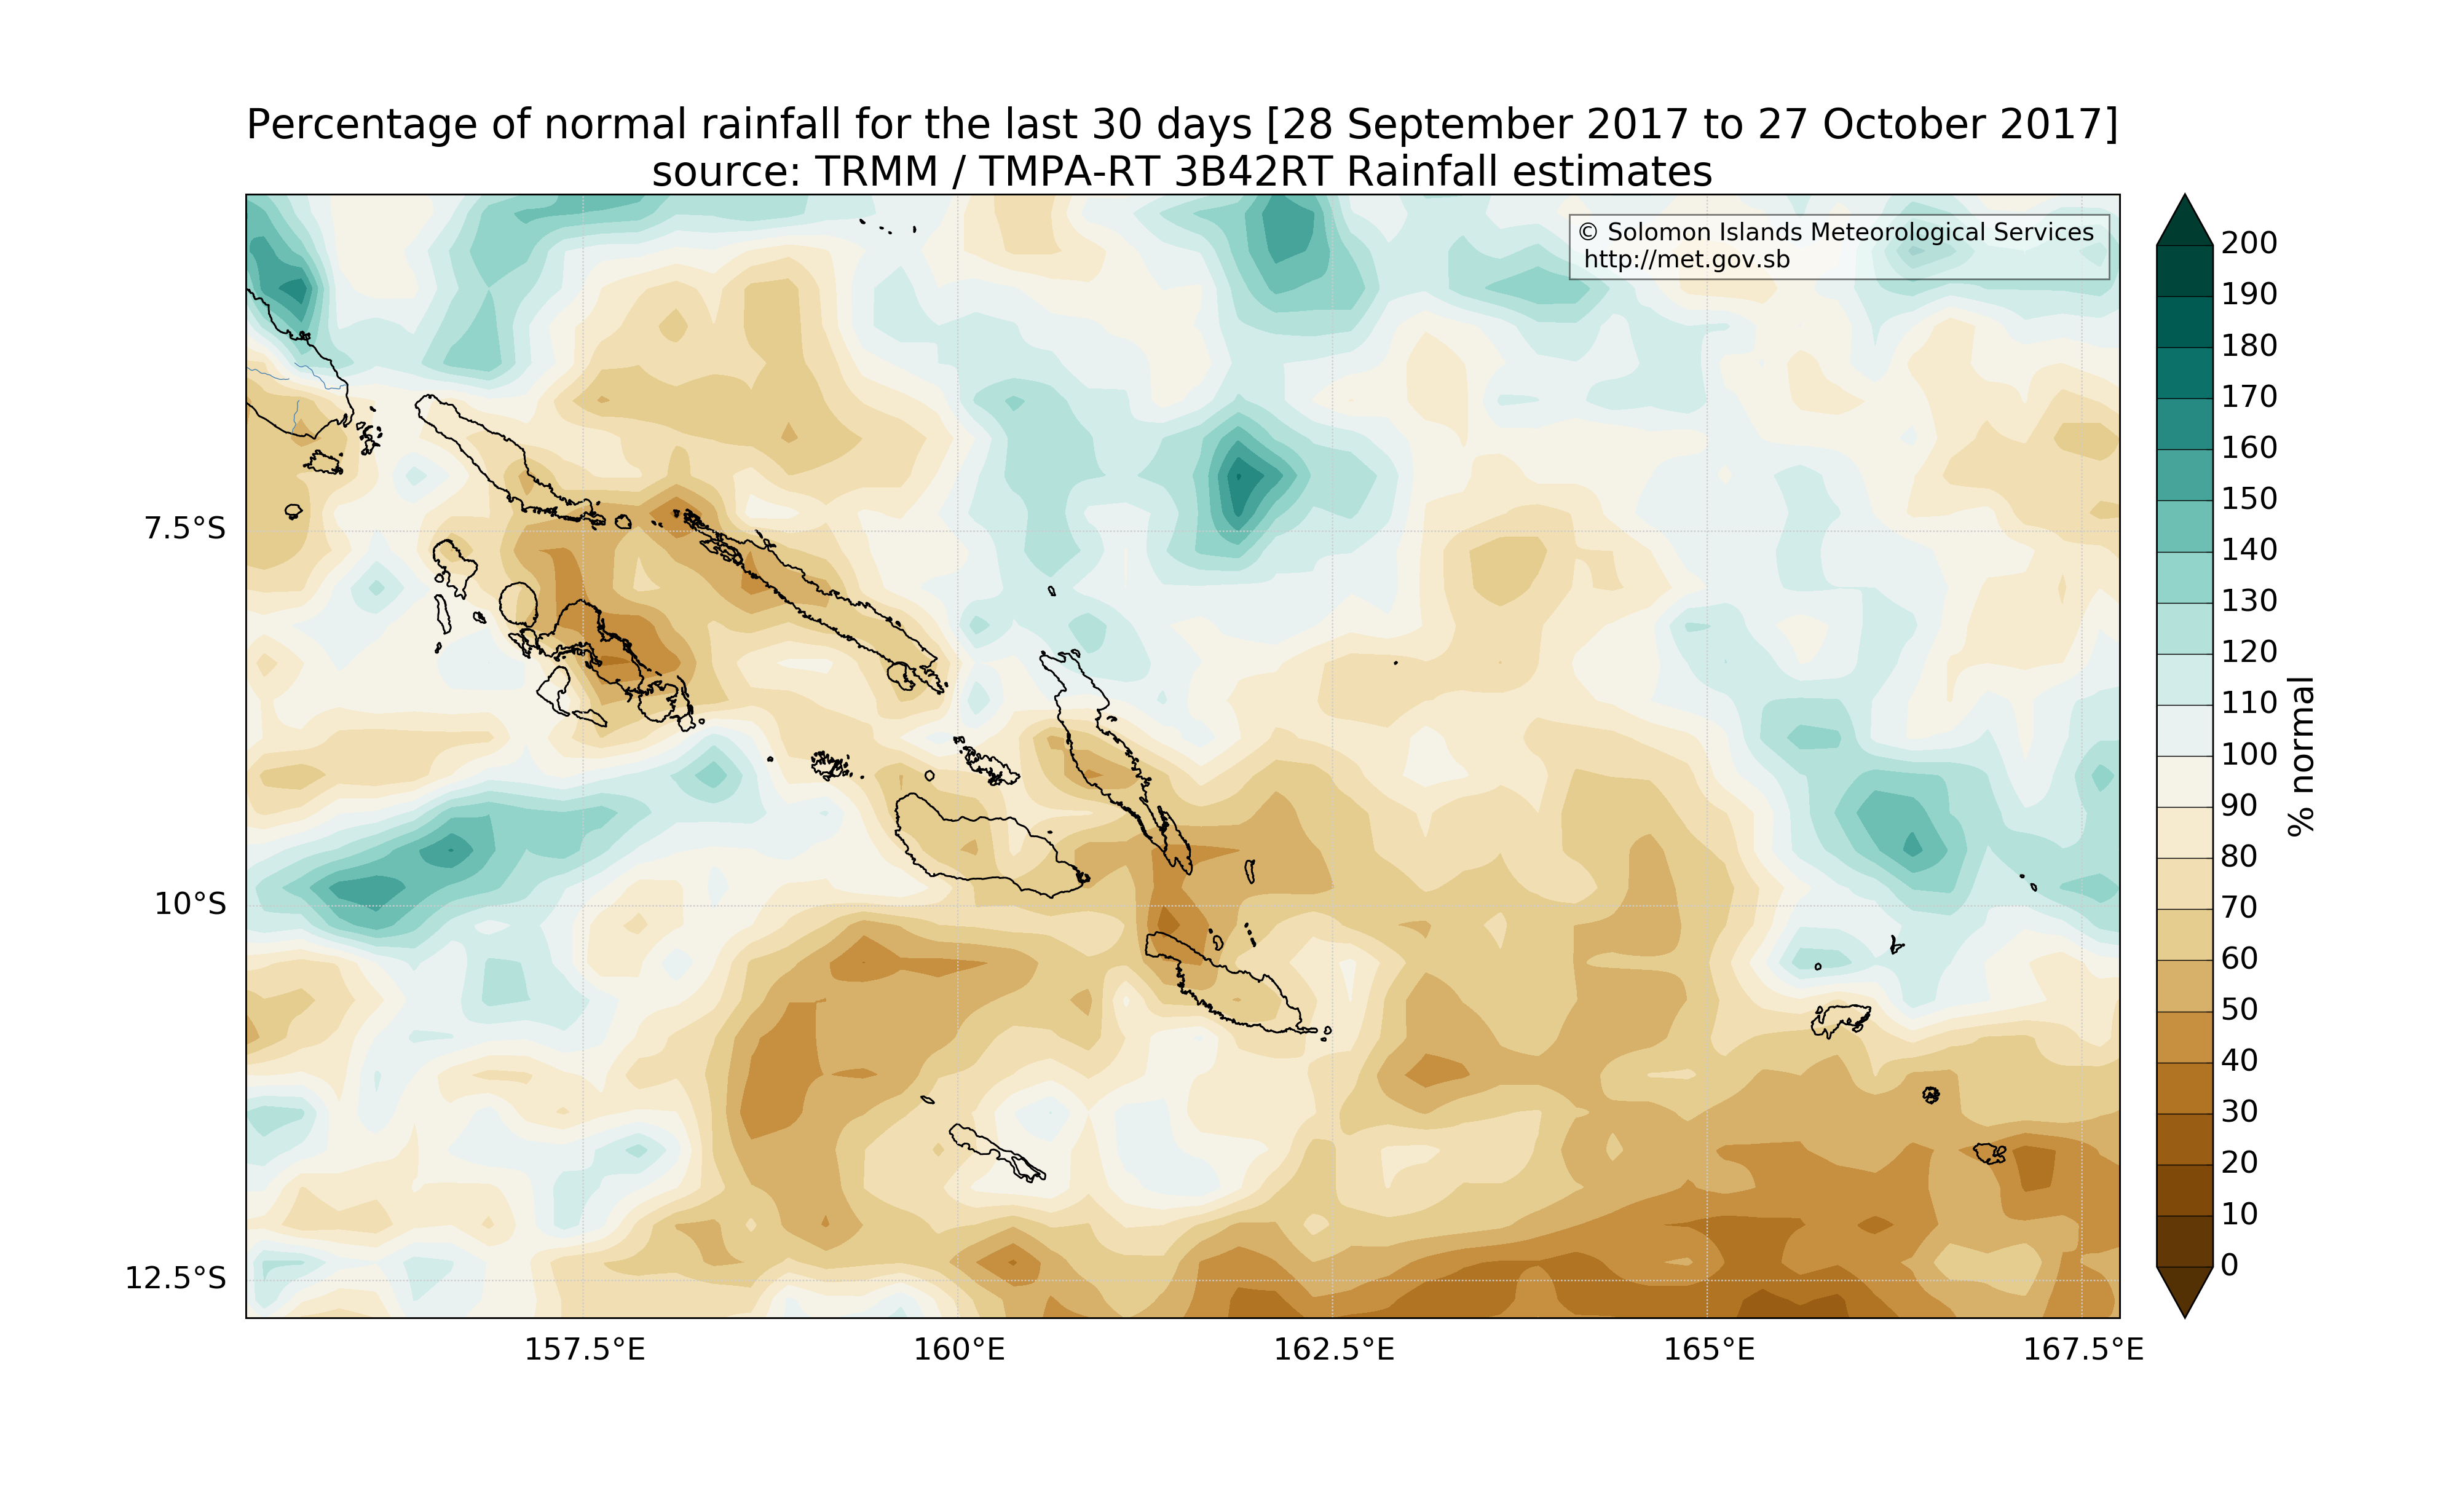 Percentage of normal rainfall for the last 30 days [28 September 2017 to 27 October 2017]
source: TRMM / TMPA-RT 3B42RT Rainfall estimates
© Solomon Islands Meteorological Services
http://met.gov.sb
7.5°S
10°S
12.5°S
157.5°E
160°E
162.5°E
165°E
167.5°E
200
190
180
170
160
150
140
130
120
110
100
90
80
70
60
50
40
30
20
10
0
% normal